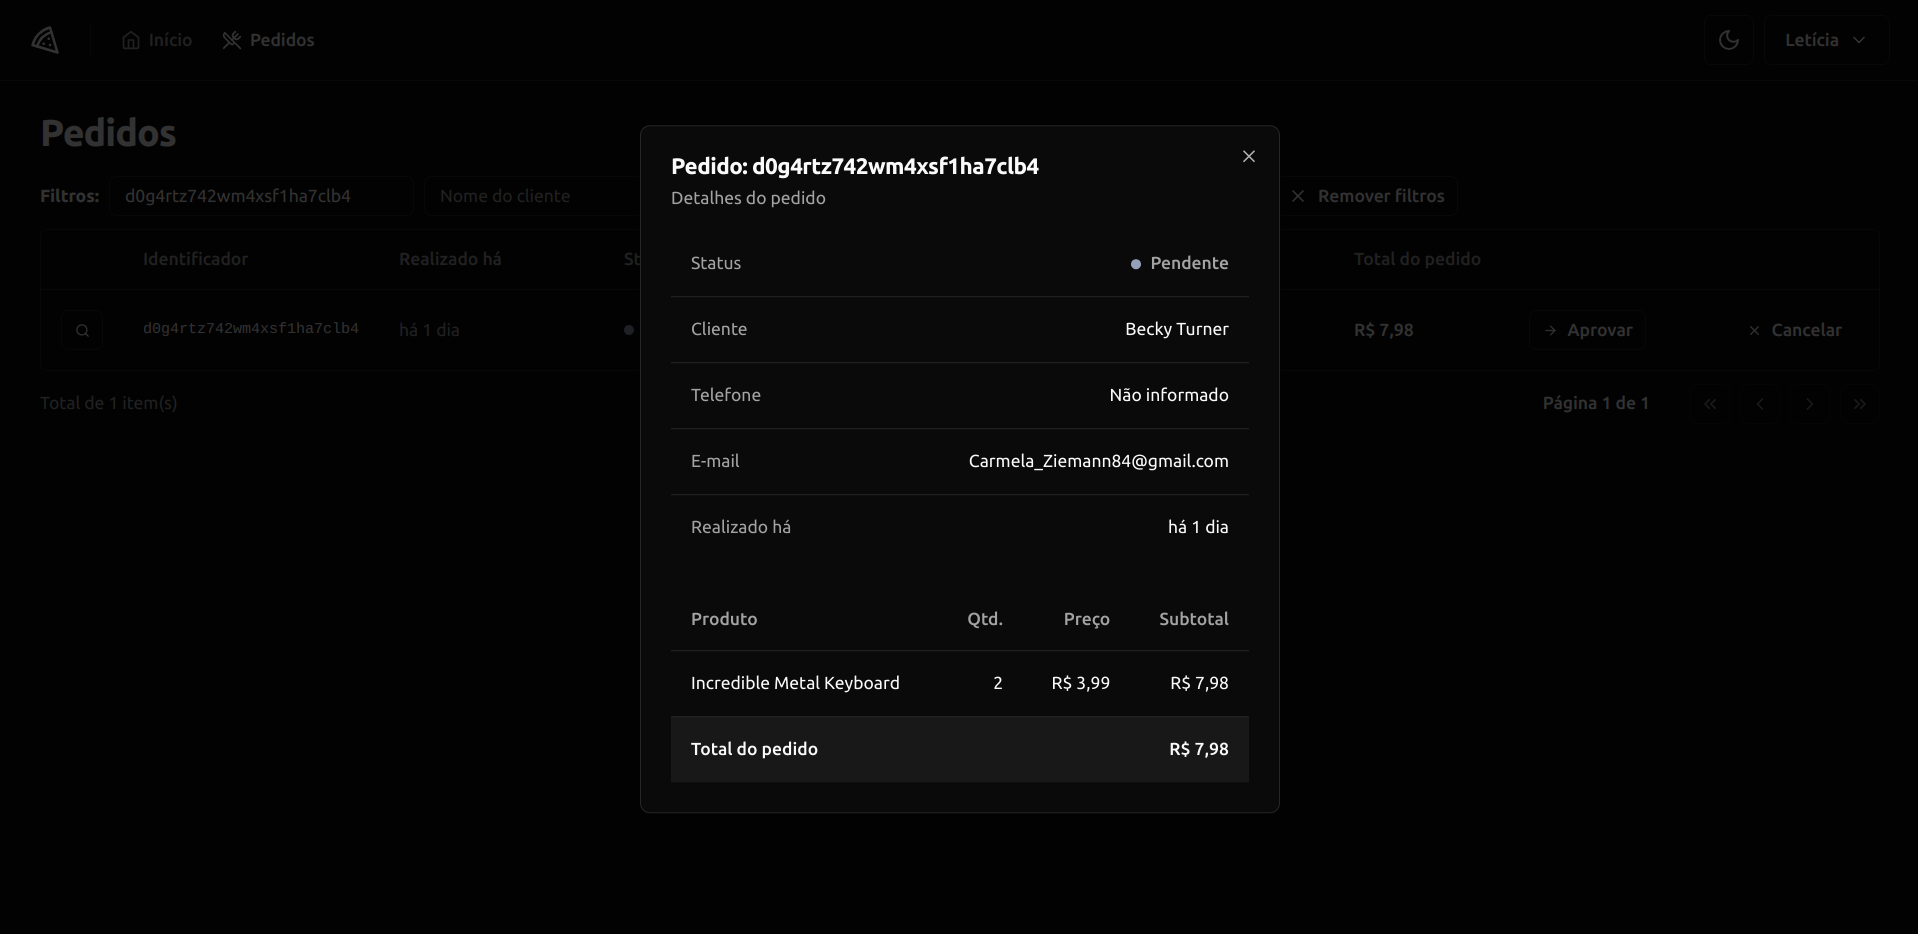 Início Pedidos Letícia
Pedidos
Filtros: d0g4rtz742wm4xsf1ha7clb4 Nome do cliente Remover filtros
Identificador Realizado há St Total do pedido
d0g4rtz742wm4xsf1ha7clb4 há 1 dia R$ 7,98 Aprovar Cancelar
Total de 1 item(s) Página 1 de 1
Pedido: d0g4rtz742wm4xsf1ha7clb4
Detalhes do pedido
Status Pendente
Cliente Becky Turner
Telefone Não informado
E-mail Carmela_Ziemann84@gmail.com
Realizado há há 1 dia
Produto Qtd. Preço Subtotal
Incredible Metal Keyboard 2 R$ 3,99 R$ 7,98
Total do pedido R$ 7,98